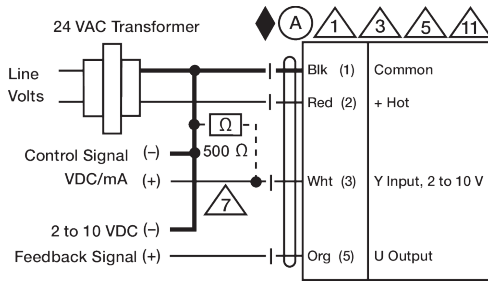 24 VAC Transformer
A 1 3 5 11
Line
Volts
Blk (1) Common
Red (2) + Hot
Ω
500 Ω
Control Signal (–)
VDC/mA (+)
Wht (3) Y Input, 2 to 10 V
7
2 to 10 VDC (–)
Feedback Signal (+)
Org (5) U Output